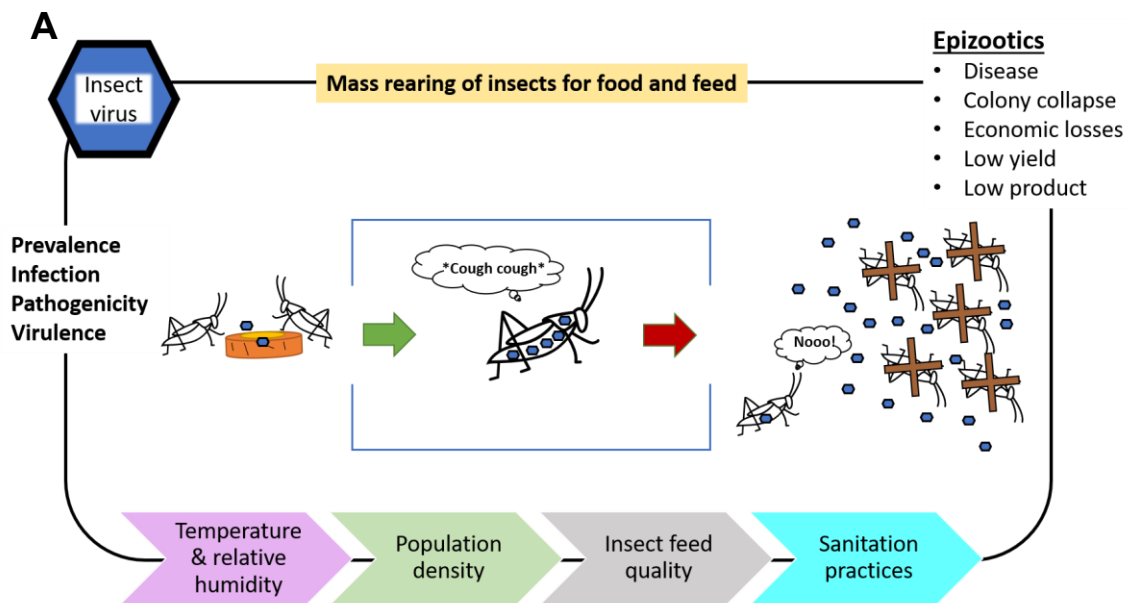 A
Insect
virus
Mass rearing of insects for food and feed
Epizootics
• Disease
• Colony collapse
• Economic losses
• Low yield
• Low product
Prevalence
Infection
Pathogenicity
Virulence
*Cough cough*
Nooo!
Temperature
& relative
humidity
Population
density
Insect feed
quality
Sanitation
practices